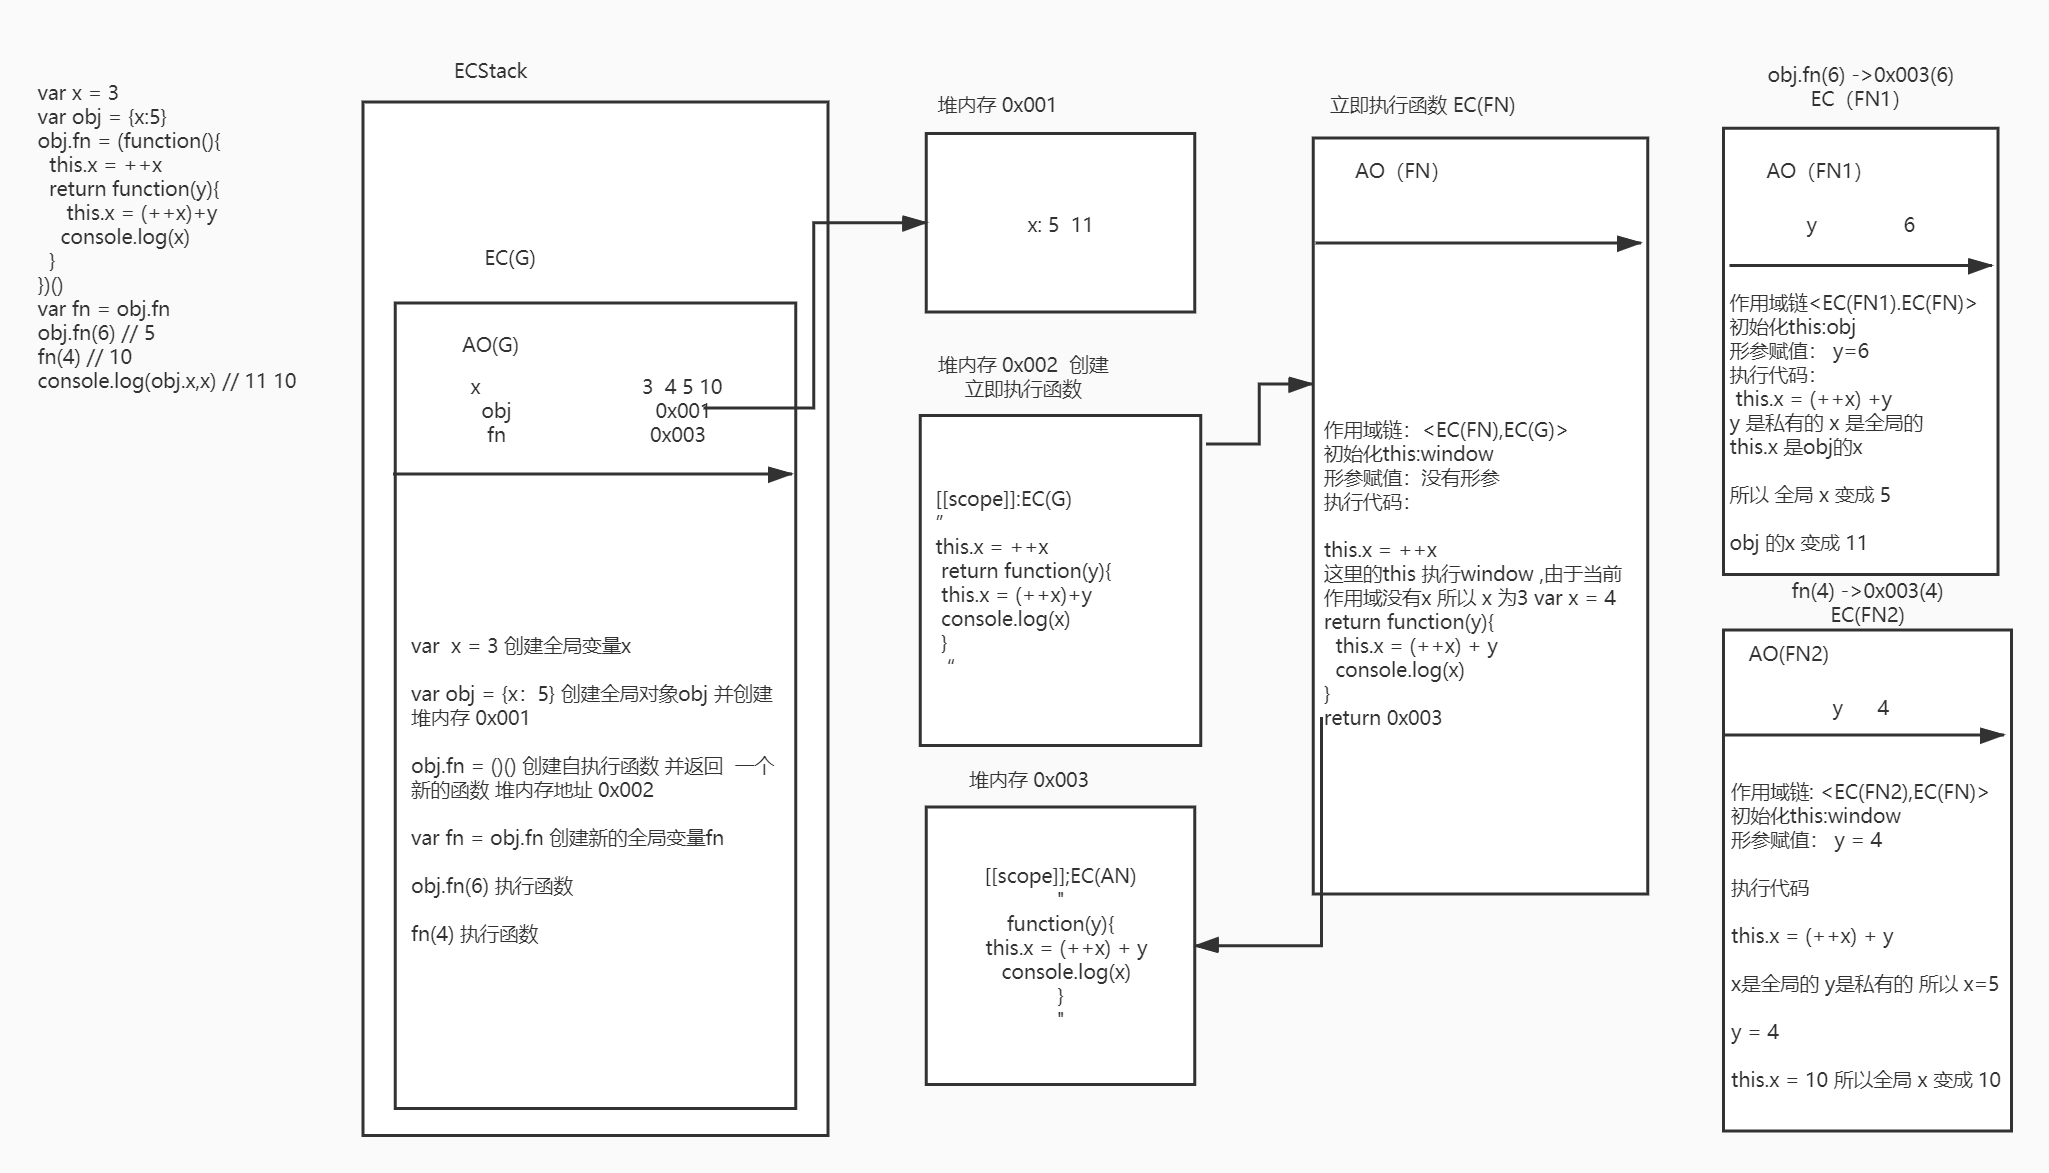 var x = 3
var obj = {x:5}
obj.fn = (function(){
this.x = ++x
return function(y){
this.x = (++x)+y
console.log(x)
}
})()
var fn = obj.fn
obj.fn(6) // 5
fn(4) // 10
console.log(obj.x,x) // 11 10
ECStack
EC(G)
AO(G)
x 3 4 5 10
obj 0x001
fn 0x003
var x = 3 创建全局变量x
var obj = {x：5} 创建全局对象obj 并创建
堆内存 0x001
obj.fn = ()() 创建自执行函数 并返回 一个
新的函数 堆内存地址 0x002
var fn = obj.fn 创建新的全局变量fn
obj.fn(6) 执行函数
fn(4) 执行函数
堆内存 0x001
x: 5 11
堆内存 0x002 创建
立即执行函数
[[scope]]:EC(G)
”
this.x = ++x
return function(y){
this.x = (++x)+y
console.log(x)
}
“
堆内存 0x003
[[scope]];EC(AN)
"
function(y){
this.x = (++x) + y
console.log(x)
}
"
立即执行函数 EC(FN)
AO（FN）
作用域链：<EC(FN),EC(G)>
初始化this:window
形参赋值：没有形参
执行代码：
this.x = ++x
这里的this 执行window ,由于当前
作用域没有x 所以 x 为3 var x = 4
return function(y){
this.x = (++x) + y
console.log(x)
}
return 0x003
obj.fn(6) ->0x003(6)
EC（FN1）
AO（FN1）
y 6
作用域链<EC(FN1).EC(FN)>
初始化this:obj
形参赋值： y=6
执行代码：
this.x = (++x) +y
y 是私有的 x 是全局的
this.x 是obj的x
所以 全局 x 变成 5
obj 的x 变成 11
fn(4) ->0x003(4)
EC(FN2)
AO(FN2)
y 4
作用域链: <EC(FN2),EC(FN)>
初始化this:window
形参赋值： y = 4
执行代码
this.x = (++x) + y
x是全局的 y是私有的 所以 x=5
y = 4
this.x = 10 所以全局 x 变成 10